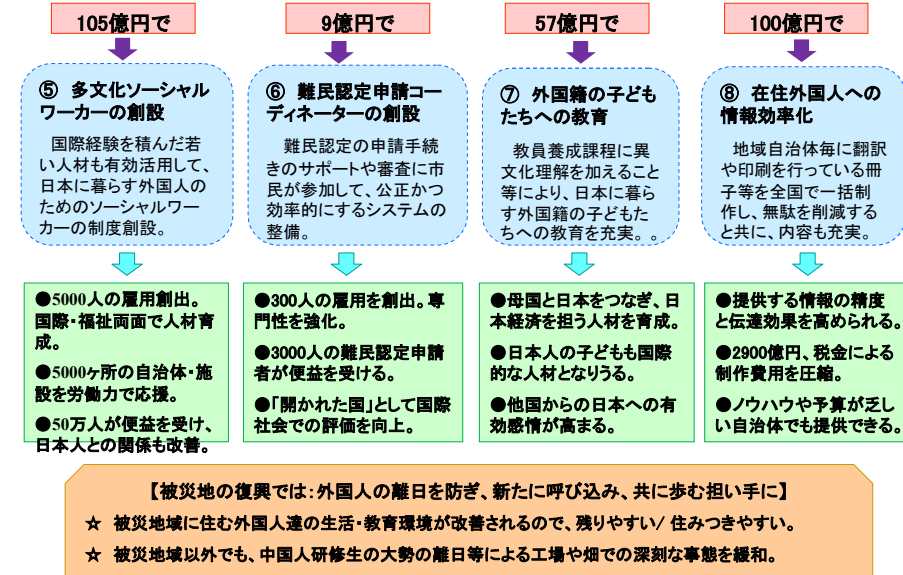 105億円で
⑤ 多文化ソーシャル
ワーカーの創設
国際経験を積んだ若
い人材も有効活用して、
日本に暮らす外国人の
ためのソーシャルワー
カーの制度創設。
●5000人の雇用創出。
国際・福祉両面で人材育
成。
●5000ヶ所の自治体・施
設を労働力で応援。
●50万人が便益を受け、
日本人との関係も改善。
9億円で
⑥ 難民認定申請コー
ディネーターの創設
難民認定の申請手続
きのサポートや審査に市
民が参加して、公正かつ
効率的にするシステムの
整備。
●300人の雇用を創出。専
門性を強化。
●3000人の難民認定申請
者が便益を受ける。
●「開かれた国」として国際
社会での評価を向上。
57億円で
⑦ 外国籍の子ども
たちへの教育
教員養成課程に異
文化理解を加えること
等により、日本に暮ら
す外国籍の子どもた
ちへの教育を充実。。
●母国と日本をつなぎ、日
本経済を担う人材を育成。
●日本人の子どもも国際
的な人材となりうる。
●他国からの日本への有
効感情が高まる。
100億円で
⑧ 在住外国人への
情報効率化
地域自治体毎に翻訳
や印刷を行っている冊
子等を全国で一括制
作し、無駄を削減する
と共に、内容も充実。
●提供する情報の精度
と伝達効果を高められる。
●2900億円、税金による
制作費用を圧縮。
●ノウハウや予算が乏し
い自治体でも提供できる。
【被災地の復興では：外国人の離日を防ぎ、新たに呼び込み、共に歩む担い手に】
☆ 被災地域に住む外国人達の生活・教育環境が改善されるので、残りやすい/ 住みつきやすい。
☆ 被災地域以外でも、中国人研修生の大勢の離日等による工場や畑での深刻な事態を緩和。